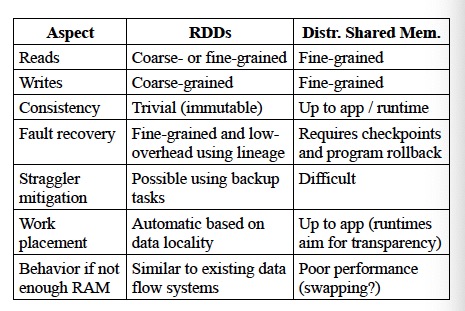 Aspect RDDs Distr. Shared Mem.
Reads Coarse- or fine-grained Fine-grained
Writes Coarse-grained Fine-grained
Consistency Trivial (immutable) Up to app / runtime
Fault recovery Fine-grained and low- Requires checkpoints
overhead using lineage and program rollback
Straggler Possible using backup Difficult
mitigation tasks
Work Automatic based on Up to app (runtimes
placement data locality aim for transparency)
Behavior if not Similar to existing data Poor performance
enough RAM flow systems (swapping?)